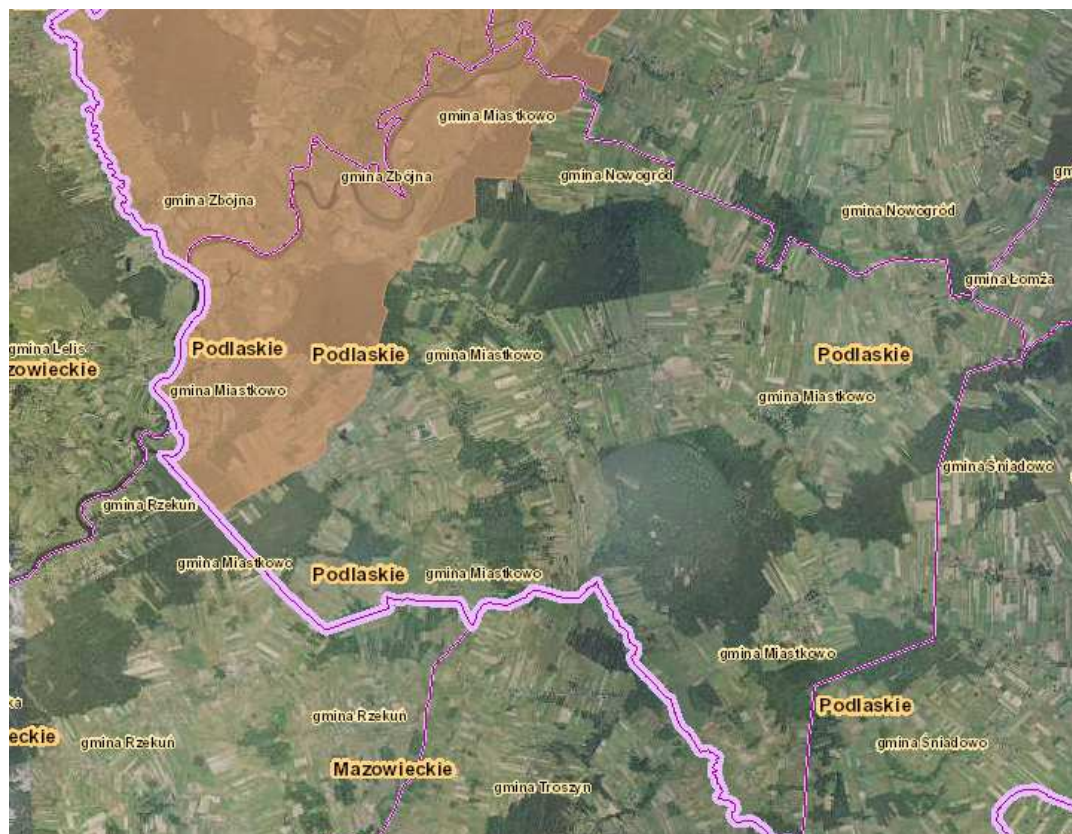 gmina Miastkowo
gmina Zbójna
gmina Nowogród
gmina Zbójna
gmina Nowogród
gmina Łomża
gmina Lelis
zowieckie
Podlaskie
Podlaskie
gmina Miastkowo
Podlaskie
gmina Miastkowo
gmina Miastkowo
gmina Śniadowo
gmina Rzekuń
gmina Miastkowo
Podlaskie
gmina Miastkowo
gmina Miastkowo
ka
eckie
gmina Rzekuń
gmina Rzekuń
Podlaskie
gmina Śniadowo
Mazowieckie
gmina Troszyn